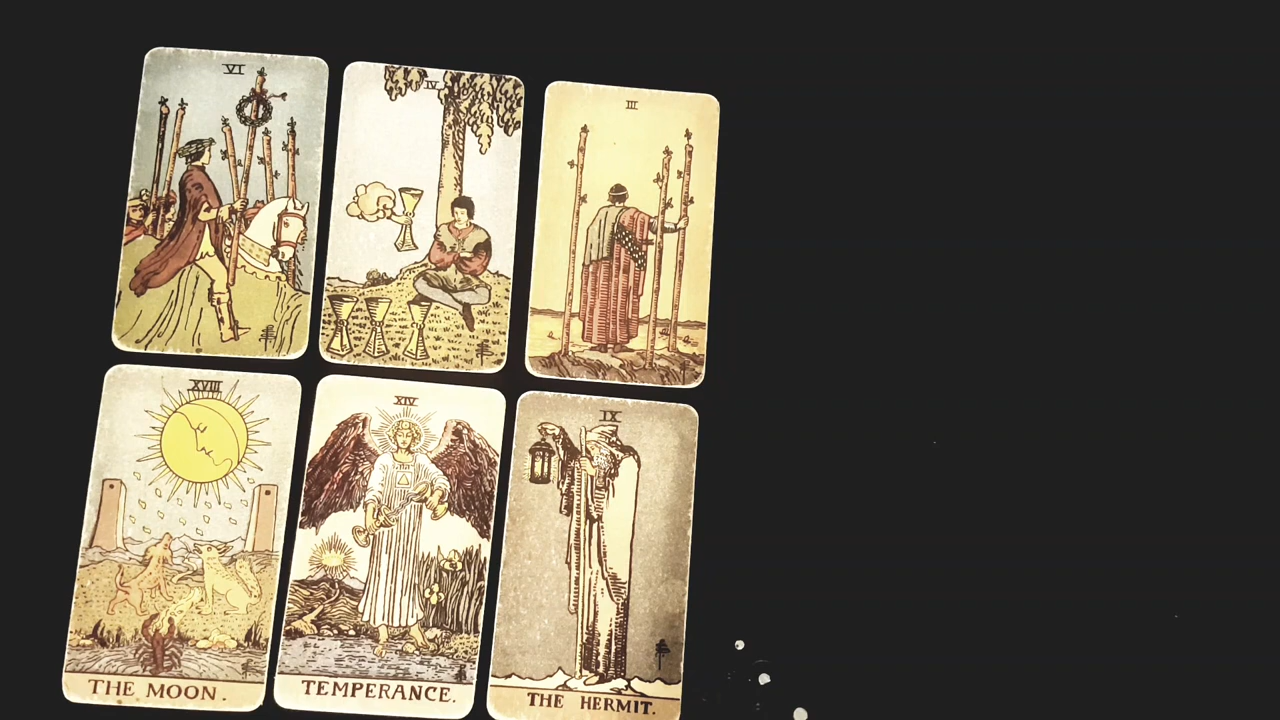 VI
IV
III
XVIII
XIV
IX
THE MOON.
TEMPERANCE.
THE HERMIT.